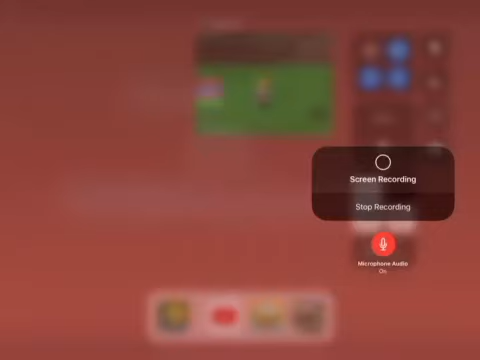 Screen Recording
Stop Recording
Microphone Audio
On